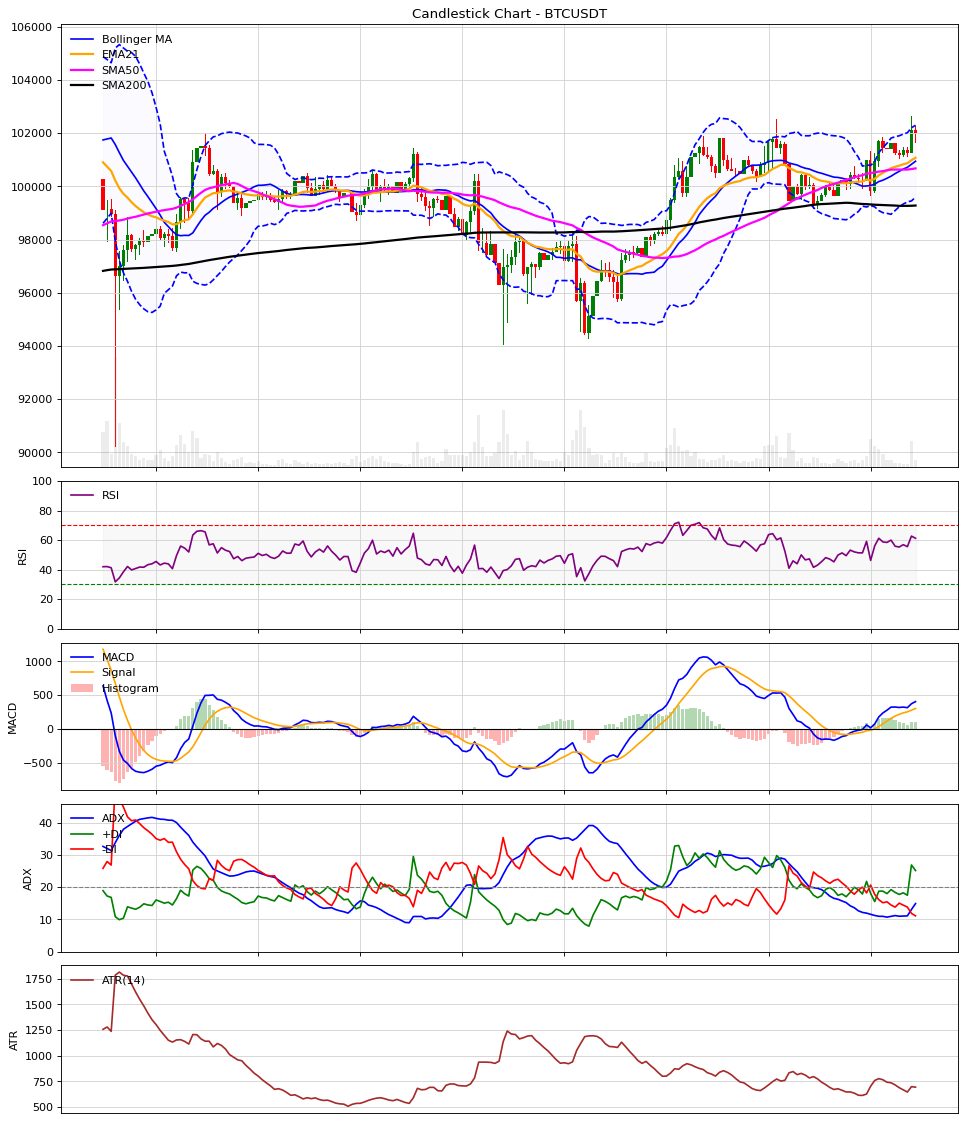 Candlestick Chart - BTCUSDT
106000
104000
102000
100000
98000
96000
94000
92000
90000
Bollinger MA
EMA21
SMA50
SMA200
100
80
60
40
20
0
RSI
RSI
1000
500
0
−500
MACD
MACD
Signal
Histogram
40
30
20
10
0
ADX
ADX
+DI
-DI
1750
1500
1250
1000
750
500
ATR
ATR(14)